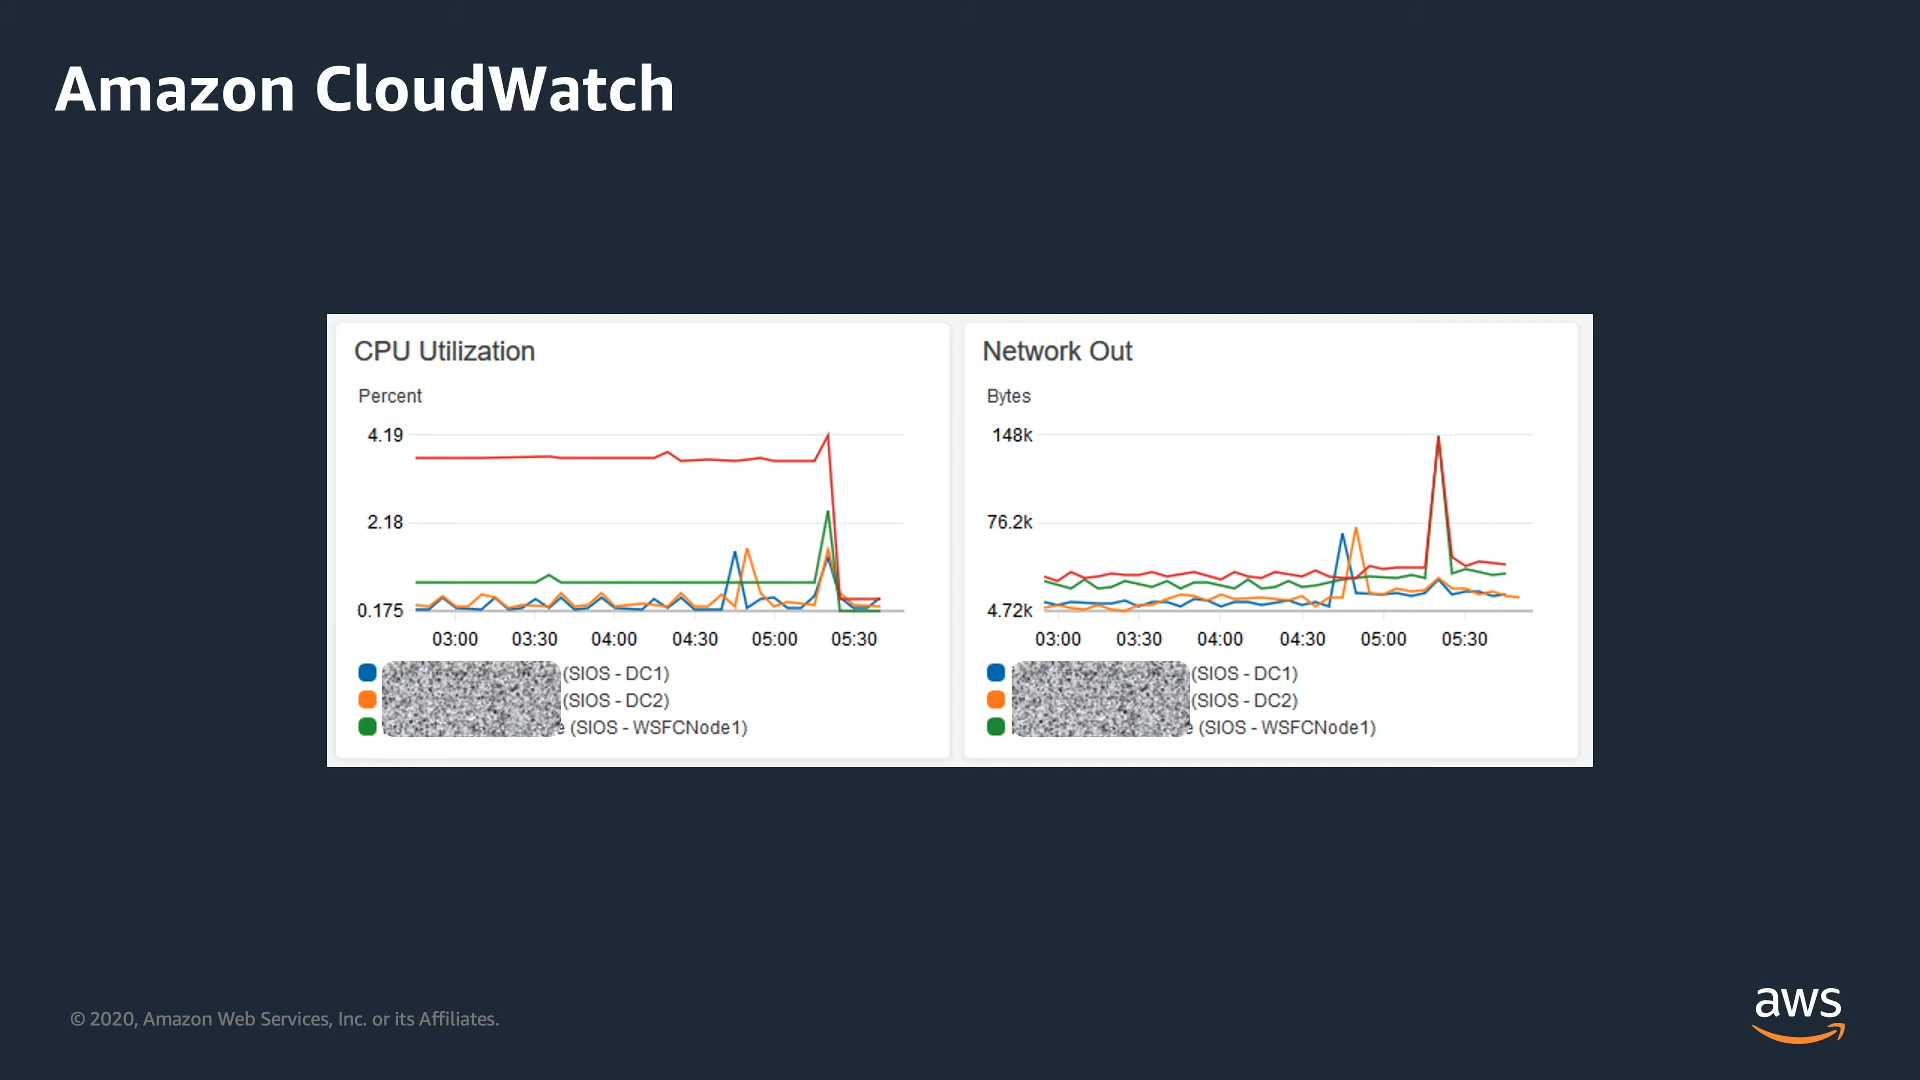 Amazon CloudWatch
CPU Utilization
Percent
4.19
2.18
0.175
03:00 03:30 04:00 04:30 05:00 05:30
(SIOS - DC1)
(SIOS - DC2)
(SIOS - WSFCNode1)
Network Out
Bytes
148k
76.2k
4.72k
03:00 03:30 04:00 04:30 05:00 05:30
(SIOS - DC1)
(SIOS - DC2)
(SIOS - WSFCNode1)
© 2020, Amazon Web Services, Inc. or its Affiliates.
aws